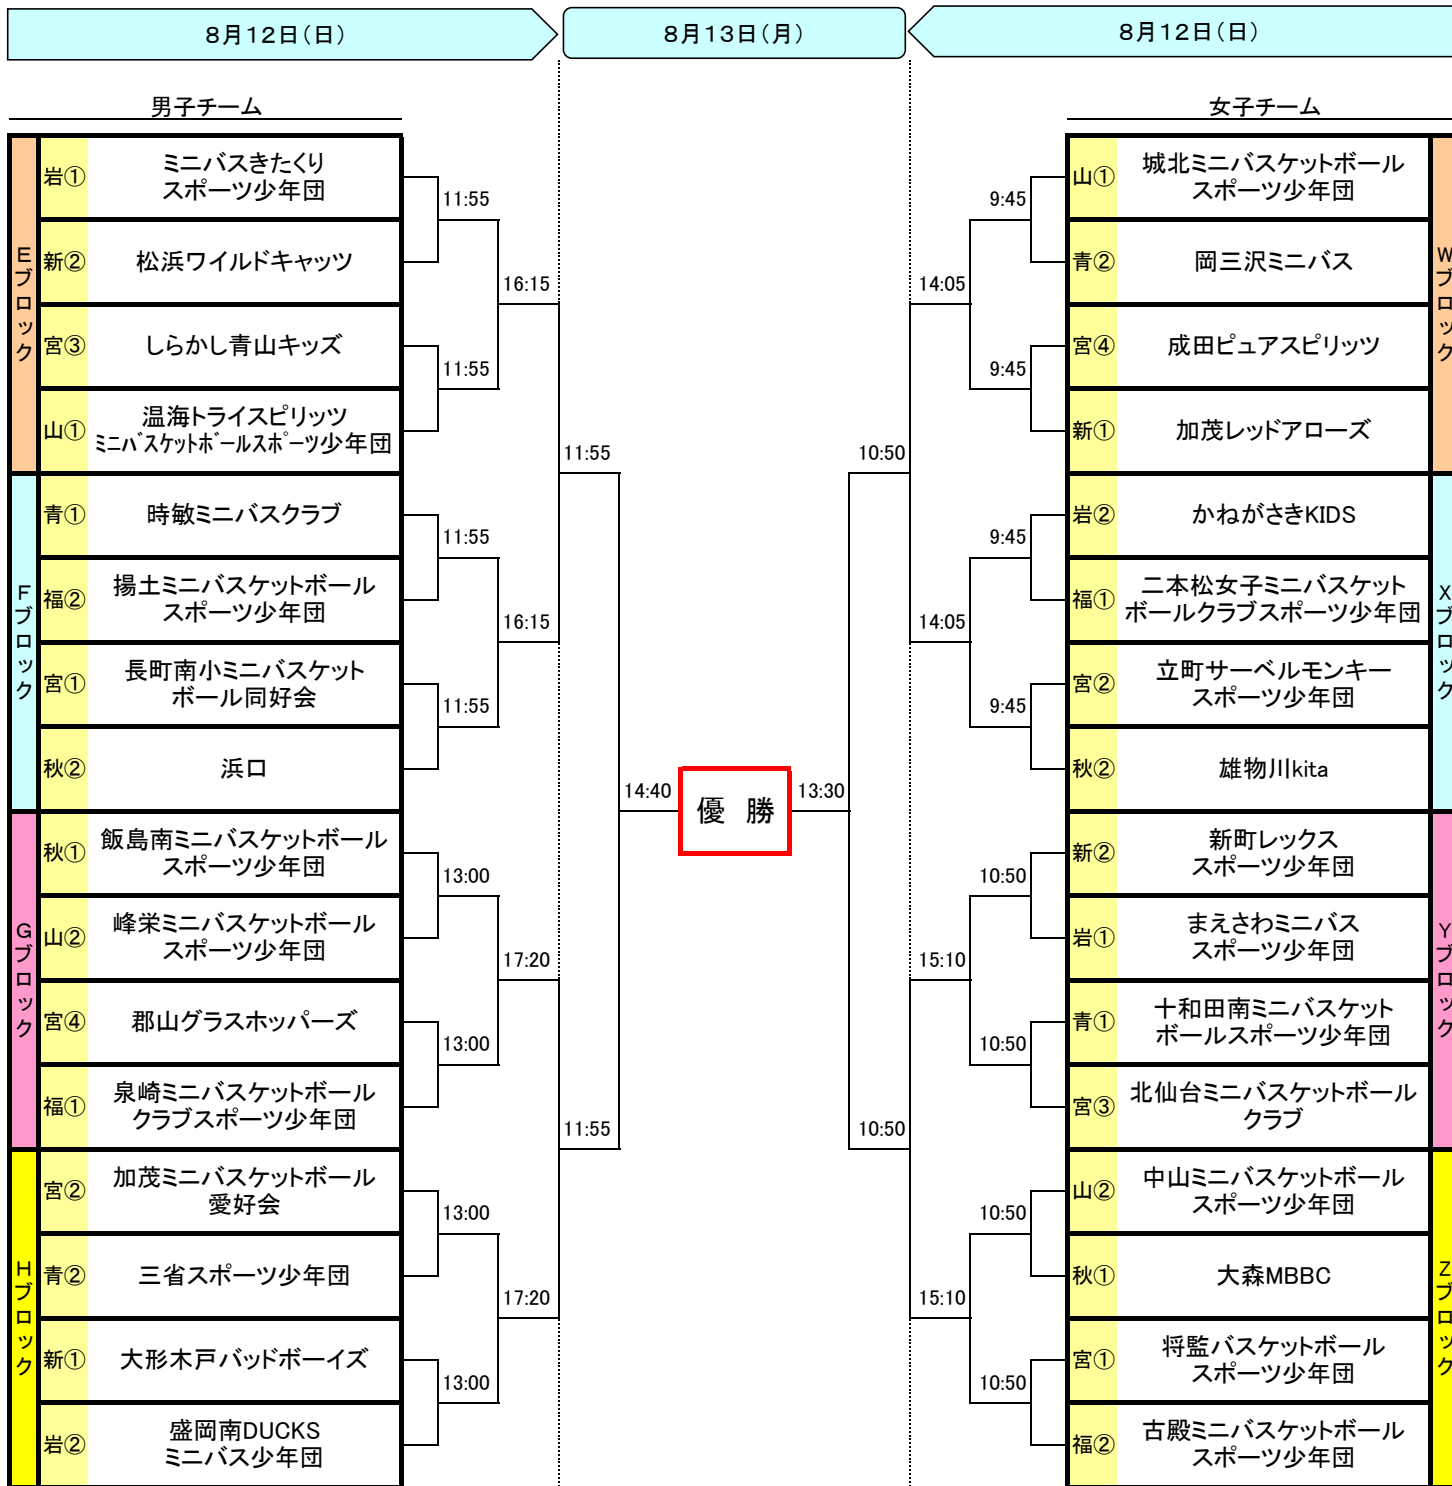 8月12日(日)
8月13日(月)
8月12日(日)
男子チーム
女子チーム
Eブロック
岩①
ミニバスきたくり
スポーツ少年団
新②
松浜ワイルドキャッツ
宮③
しらかし青山キッズ
山①
温海トライスピリッツ
ミニバスケットボールスポーツ少年団
Fブロック
青①
時敏ミニバスクラブ
福②
揚土ミニバスケットボール
スポーツ少年団
宮①
長町南小ミニバスケット
ボール同好会
秋②
浜口
Gブロック
秋①
飯島南ミニバスケットボール
スポーツ少年団
山②
峰栄ミニバスケットボール
スポーツ少年団
宮④
郡山グラスホッパーズ
福①
泉崎ミニバスケットボール
クラブスポーツ少年団
Hブロック
宮②
加茂ミニバスケットボール
愛好会
青②
三省スポーツ少年団
新①
大形木戸バッドボーイズ
岩②
盛岡南DUCKS
ミニバス少年団
11:55
11:55
11:55
11:55
13:00
13:00
13:00
13:00
16:15
16:15
17:20
17:20
11:55
11:55
14:40
優 勝
13:30
10:50
10:50
14:05
14:05
15:10
15:10
9:45
9:45
9:45
9:45
10:50
10:50
10:50
10:50
Wブロック
山①
城北ミニバスケットボール
スポーツ少年団
青②
岡三沢ミニバス
宮④
成田ピュアスピリッツ
新①
加茂レッドアローズ
Xブロック
岩②
かねがさきKIDS
福①
二本松女子ミニバスケット
ボールクラブスポーツ少年団
宮②
立町サーベルモンキー
スポーツ少年団
秋②
雄物川kita
Yブロック
新②
新町レックス
スポーツ少年団
岩①
まえさわミニバス
スポーツ少年団
青①
十和田南ミニバスケット
ボールスポーツ少年団
宮③
北仙台ミニバスケットボール
クラブ
Zブロック
山②
中山ミニバスケットボール
スポーツ少年団
秋①
大森MBBC
宮①
将監バスケットボール
スポーツ少年団
福②
古殿ミニバスケットボール
スポーツ少年団